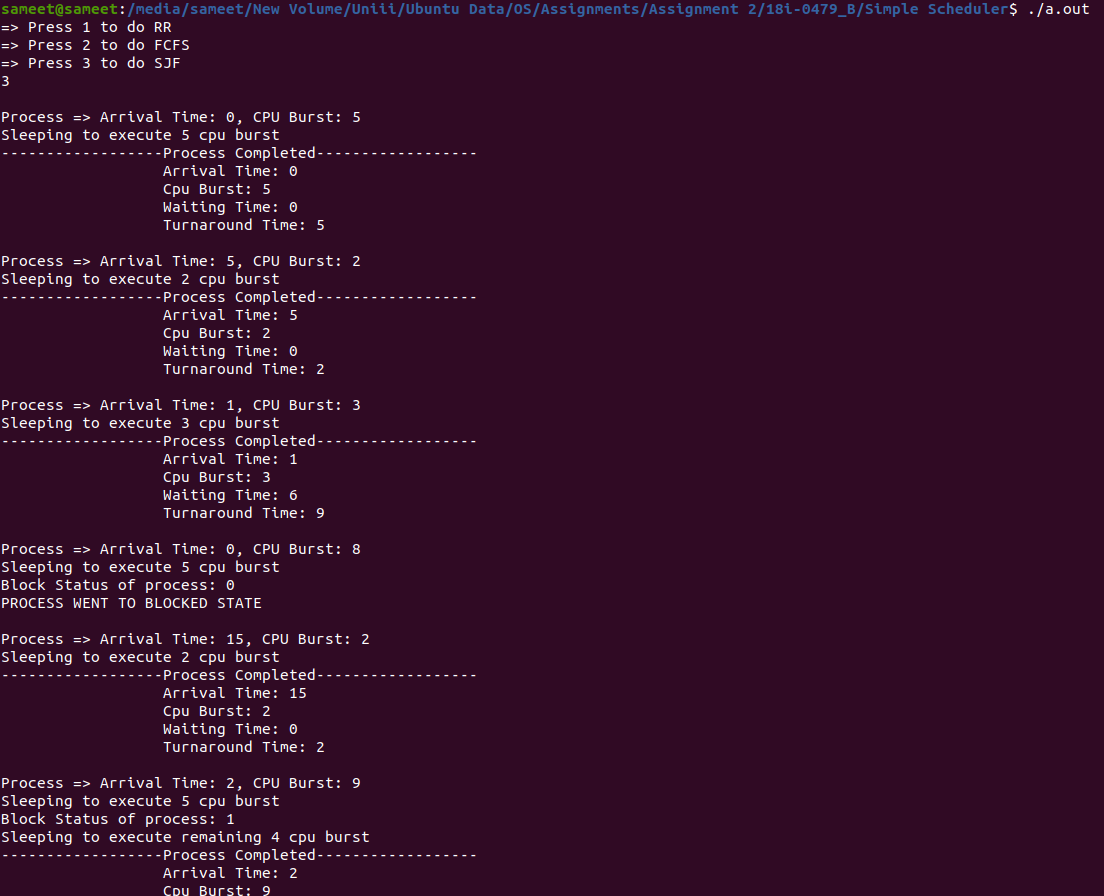 sameet@sameet:/media/sameet/New Volume/Uniii/Ubuntu Data/OS/Assignments/Assignment 2/18i-0479_B/Simple Scheduler$ ./a.out
=> Press 1 to do RR
=> Press 2 to do FCFS
=> Press 3 to do SJF
3
Process => Arrival Time: 0, CPU Burst: 5
Sleeping to execute 5 cpu burst
------------------Process Completed------------------
Arrival Time: 0
Cpu Burst: 5
Waiting Time: 0
Turnaround Time: 5
Process => Arrival Time: 5, CPU Burst: 2
Sleeping to execute 2 cpu burst
------------------Process Completed------------------
Arrival Time: 5
Cpu Burst: 2
Waiting Time: 0
Turnaround Time: 2
Process => Arrival Time: 1, CPU Burst: 3
Sleeping to execute 3 cpu burst
------------------Process Completed------------------
Arrival Time: 1
Cpu Burst: 3
Waiting Time: 6
Turnaround Time: 9
Process => Arrival Time: 0, CPU Burst: 8
Sleeping to execute 5 cpu burst
Block Status of process: 0
PROCESS WENT TO BLOCKED STATE
Process => Arrival Time: 15, CPU Burst: 2
Sleeping to execute 2 cpu burst
------------------Process Completed------------------
Arrival Time: 15
Cpu Burst: 2
Waiting Time: 0
Turnaround Time: 2
Process => Arrival Time: 2, CPU Burst: 9
Sleeping to execute 5 cpu burst
Block Status of process: 1
Sleeping to execute remaining 4 cpu burst
------------------Process Completed------------------
Arrival Time: 2
Cpu Burst: 9